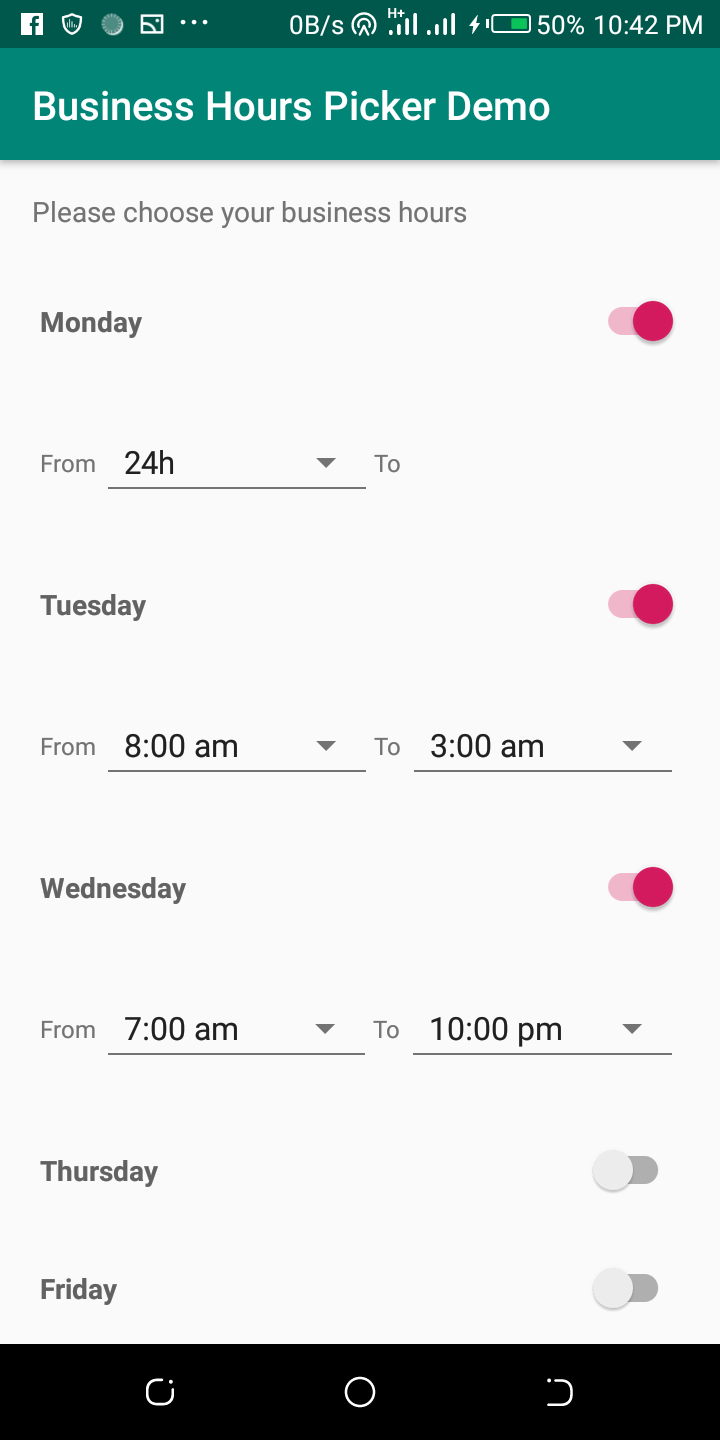 0B/s H+ 50% 10:42 PM
Business Hours Picker Demo
Please choose your business hours
Monday
From 24h To
Tuesday
From 8:00 am To 3:00 am
Wednesday
From 7:00 am To 10:00 pm
Thursday
Friday